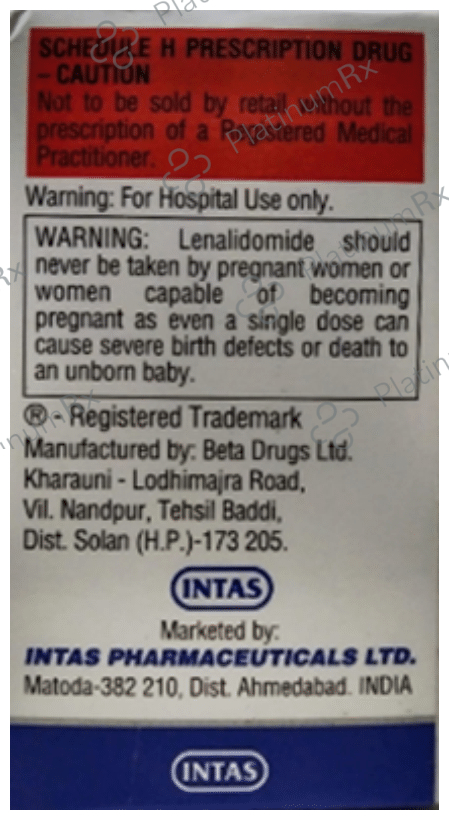 SCHEDULE H PRESCRIPTION DRUG
– CAUTION
Not to be sold by retail without the
prescription of a Registered Medical
Practitioner.
Warning: For Hospital Use only.
WARNING: Lenalidomide should
never be taken by pregnant women or
women capable of becoming
pregnant as even a single dose can
cause severe birth defects or death to
an unborn baby.
® - Registered Trademark
Manufactured by: Beta Drugs Ltd.
Kharauni - Lodhimajra Road,
Vil. Nandpur, Tehsil Baddi,
Dist. Solan (H.P.)-173 205.
INTAS
Marketed by:
INTAS PHARMACEUTICALS LTD.
Matoda-382 210, Dist. Ahmedabad. INDIA
INTAS
PlatinumRx
PlatinumRx